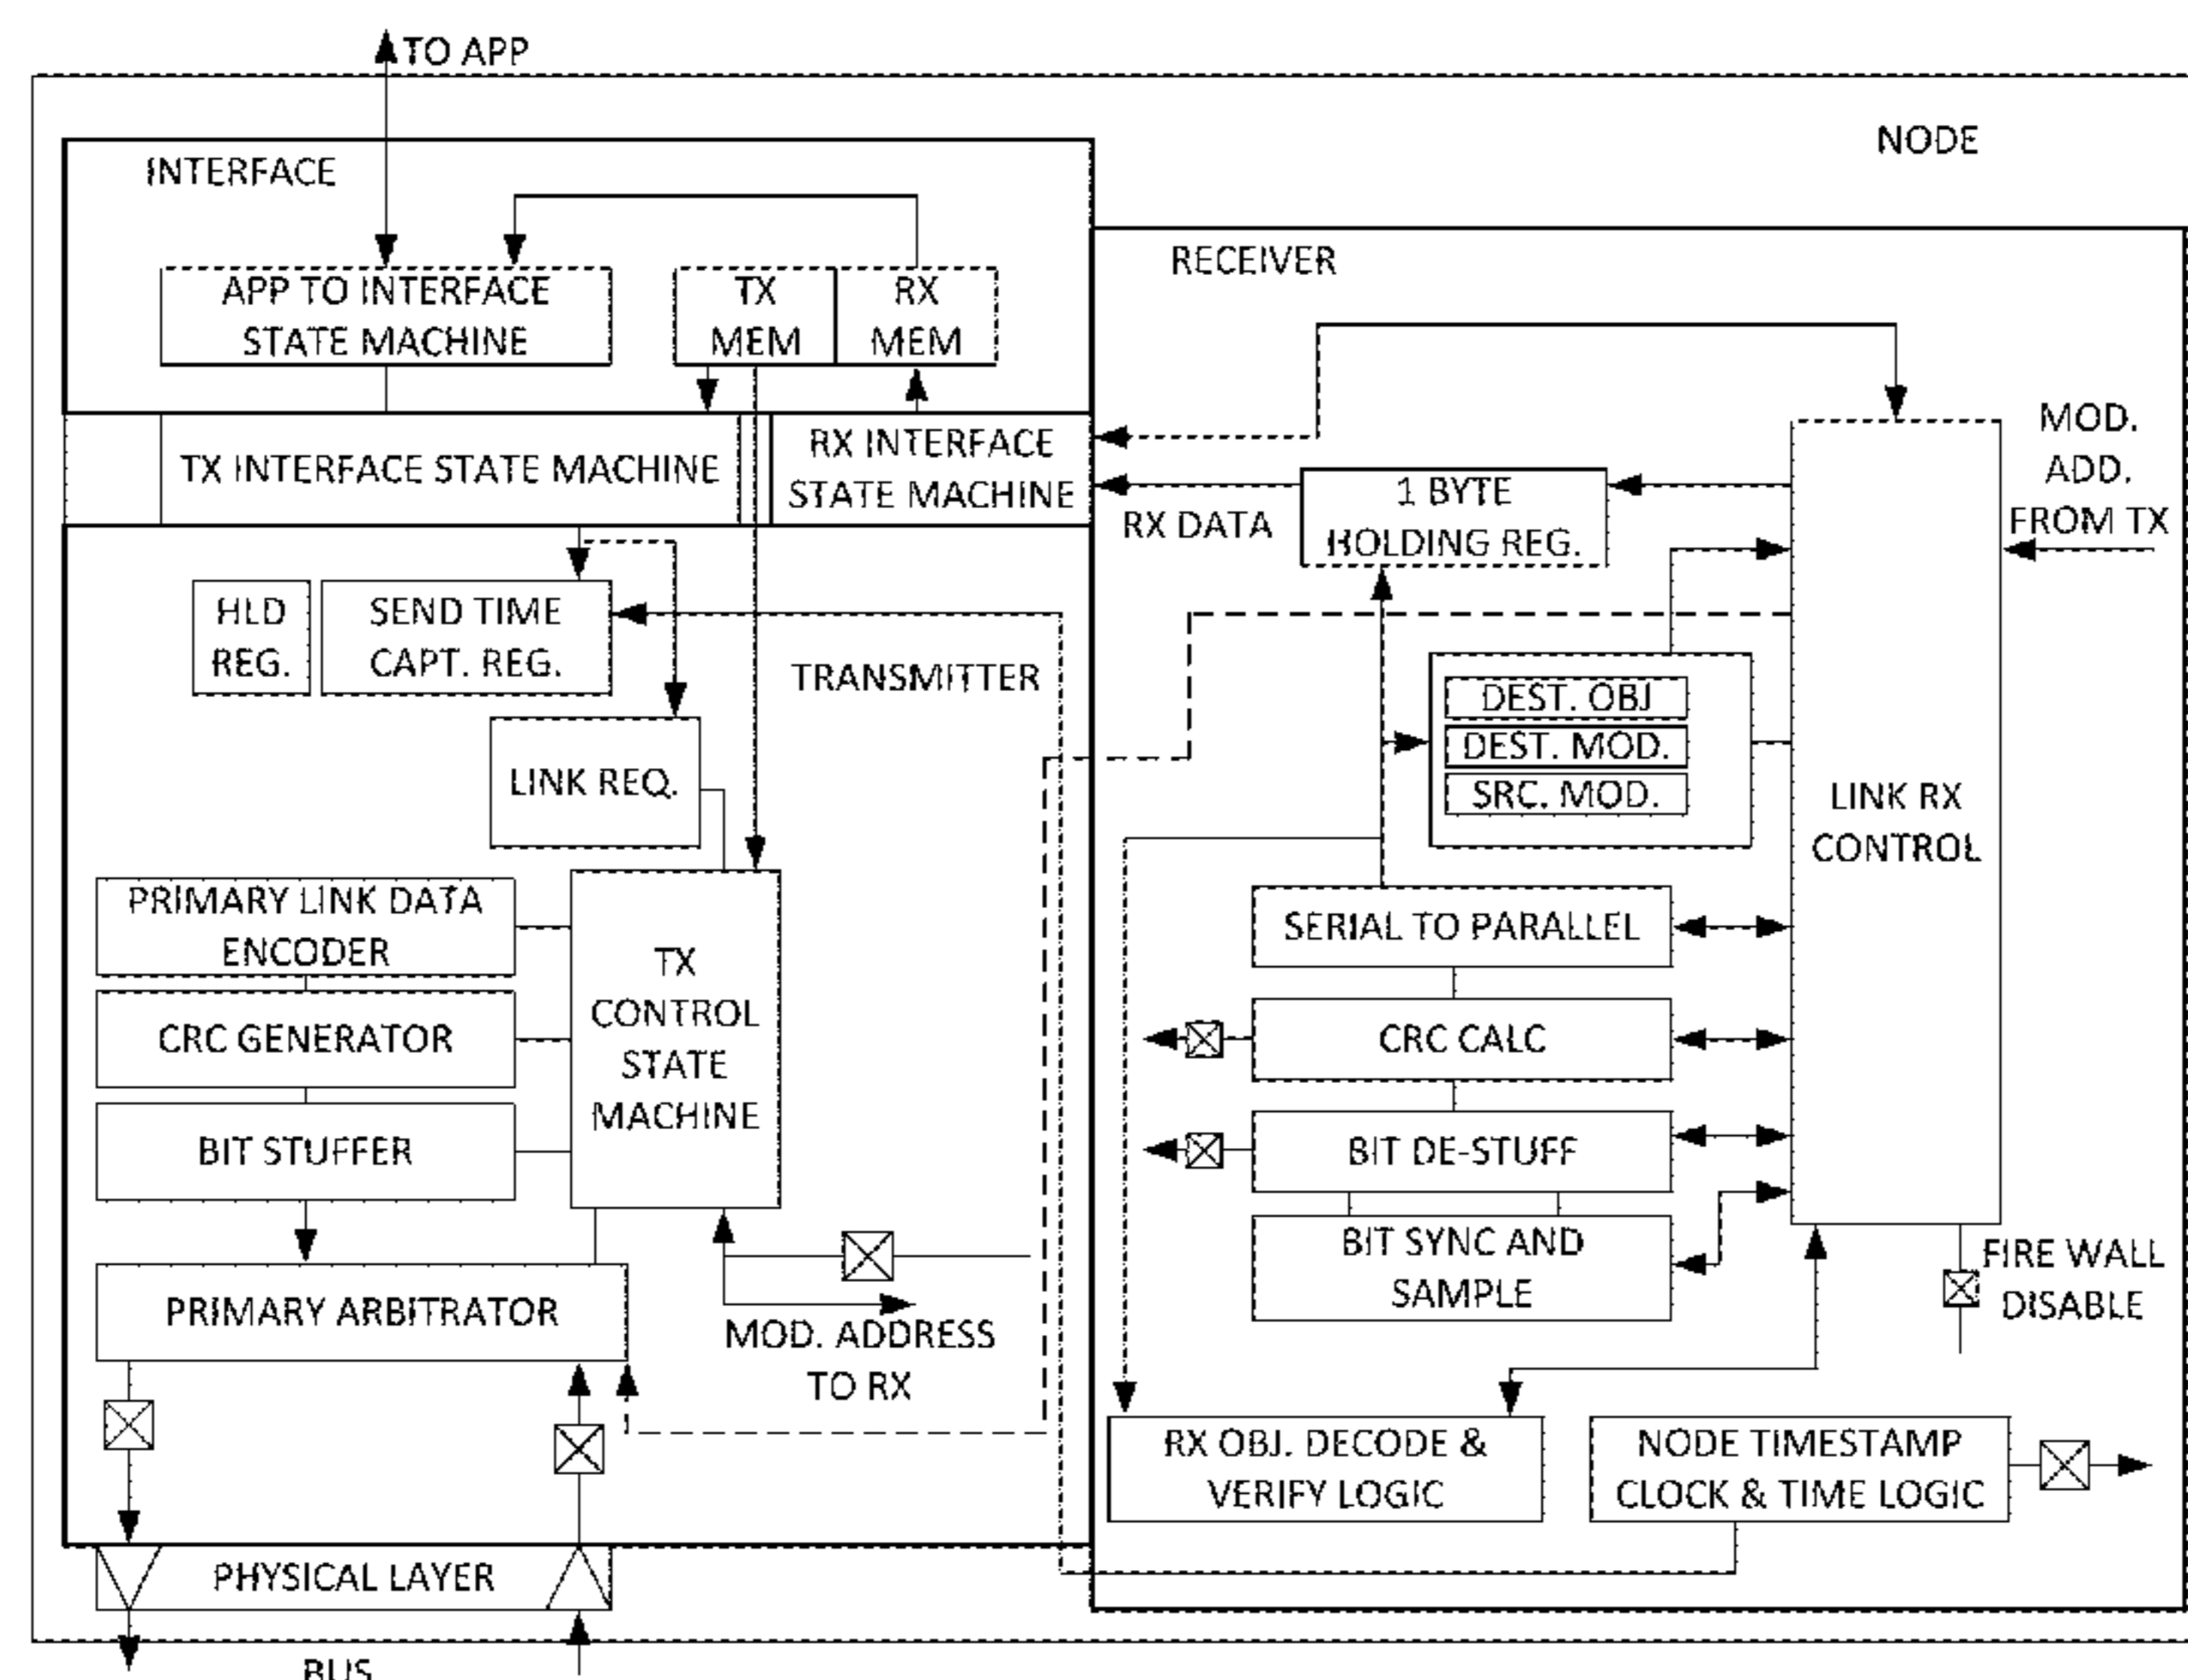 TO APP
NODE
INTERFACE
APP TO INTERFACE
STATE MACHINE
TX
MEM
RX
MEM
TX INTERFACE STATE MACHINE
RX INTERFACE
STATE MACHINE
HLD
REG.
SEND TIME
CAPT. REG.
TRANSMITTER
LINK REQ.
PRIMARY LINK DATA
ENCODER
CRC GENERATOR
BIT STUFFER
TX
CONTROL
STATE
MACHINE
PRIMARY ARBITRATOR
MOD. ADDRESS
TO RX
PHYSICAL LAYER
BUS
RECEIVER
RX DATA
1 BYTE
HOLDING REG.
MOD.
ADD.
FROM TX
DEST. OBJ
DEST. MOD.
SRC. MOD.
LINK RX
CONTROL
SERIAL TO PARALLEL
CRC CALC
BIT DE-STUFF
BIT SYNC AND
SAMPLE
FIRE WALL
DISABLE
RX OBJ. DECODE &
VERIFY LOGIC
NODE TIMESTAMP
CLOCK & TIME LOGIC